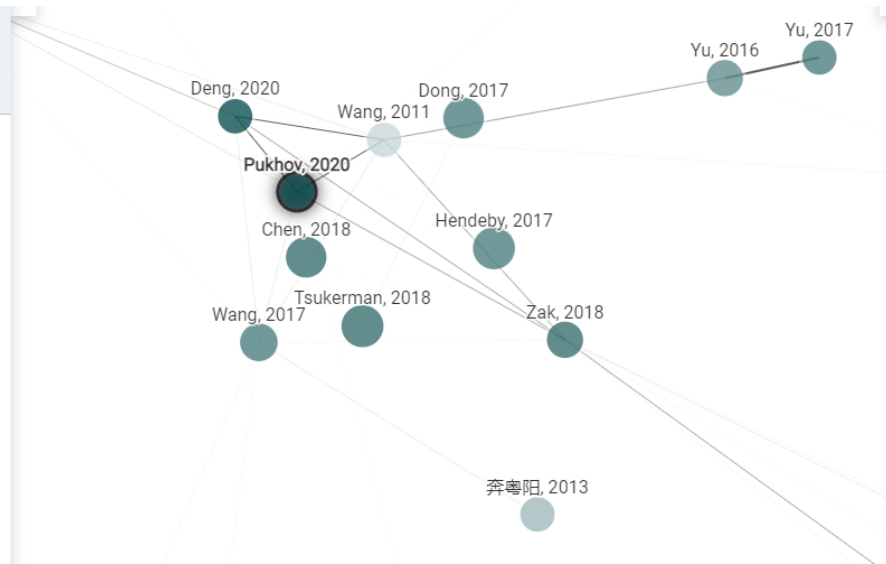 Yu, 2017
Yu, 2016
Deng, 2020
Dong, 2017
Wang, 2011
Pukhov, 2020
Hendeby, 2017
Chen, 2018
Tsukerman, 2018
Wang, 2017
Zak, 2018
奔粤阳, 2013